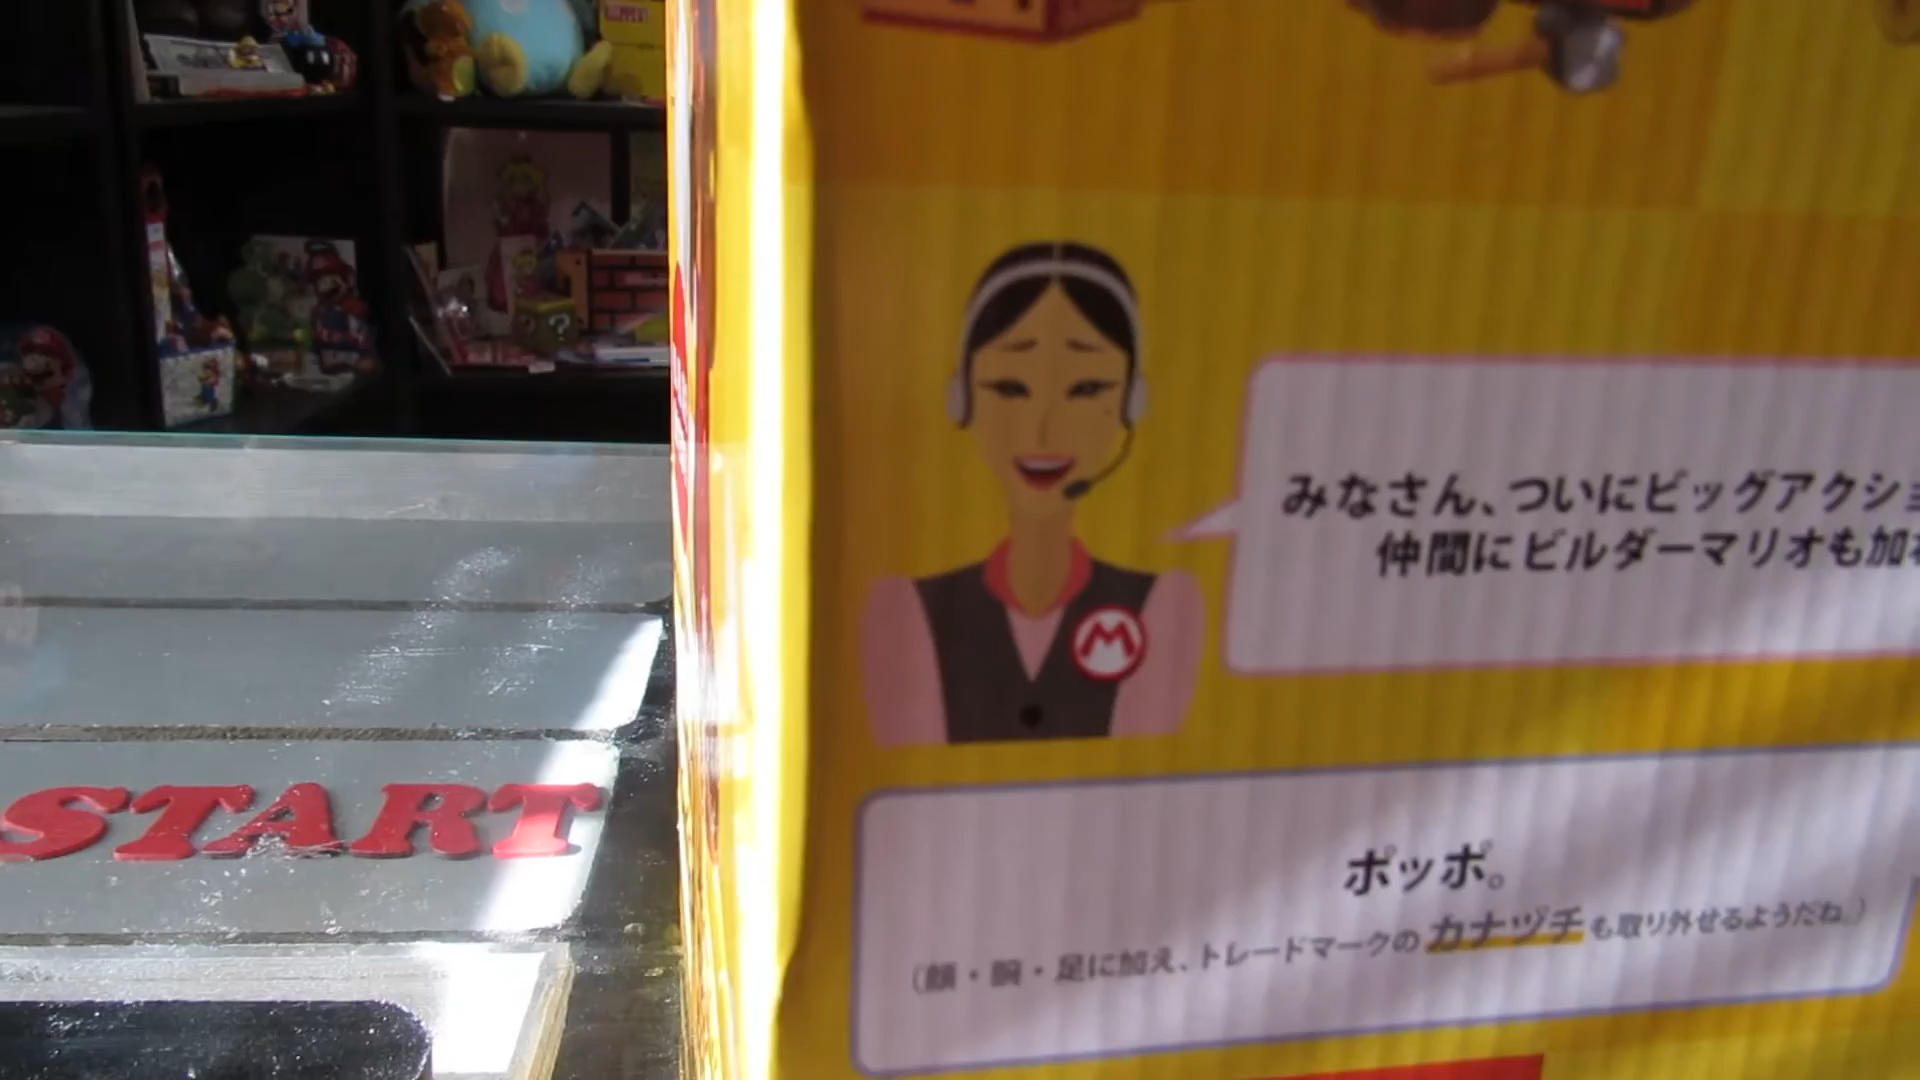 START
みなさん、ついにビッグアクショ
仲間にビルダーマリオも加
ポッポ。
(顔・腕・足に加え、トレードマークのカナヅチも取り外せるようだね。)
M
?